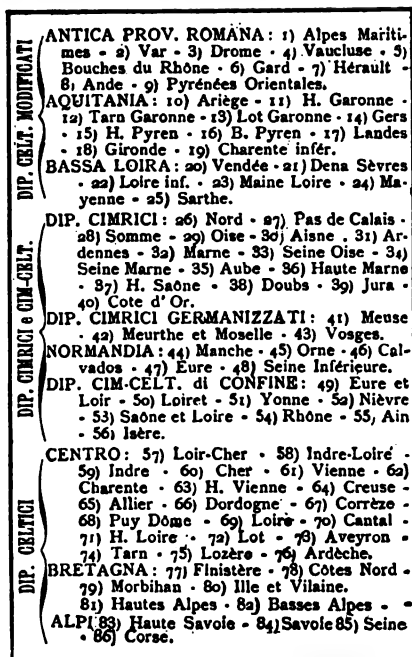 DIP. CELT. MODIFICATI
ANTICA PROV. ROMANA: 1) Alpes Mariti-
mes - 2) Var - 3) Drome - 4) Vaucluse - 5)
Bouches du Rhône - 6) Gard - 7) Hérault -
8) Ande - 9) Pyrénées Orientales.
AQUITANIA: 10) Ariège - 11) H. Garonne -
12) Tarn Garonne - 13) Lot Garonne - 14) Gers
- 15) H. Pyren - 16) B. Pyren - 17) Landes
- 18) Gironde - 19) Charente infér.
BASSA LOIRA: 20) Vendée - 21) Dena Sèvres
- 22) Loire inf. - 23) Maine Loire - 24) Ma-
yenne - 25) Sarthe.
DIP. CIMRICI e CIM-CELT.
DIP. CIMRICI: 26) Nord - 27) Pas de Calais -
28) Somme - 29) Oise - 30) Aisne . 31) Ar-
dennes - 32) Marne - 33) Seine Oise - 34)
Seine Marne - 35) Aube - 36) Haute Marne
- 37) H. Saône - 38) Doubs - 39) Jura -
40) Cote d' Or.
DIP. CIMRICI GERMANIZZATI: 41) Meuse
- 42) Meurthe et Moselle - 43) Vosges.
NORMANDIA: 44) Manche - 45) Orne - 46) Cal-
vados - 47) Eure - 48) Seine Inférieure.
DIP. CIM-CELT. di CONFINE: 49) Eure et
Loir - 50) Loiret - 51) Yonne - 52) Nièvre
- 53) Saône et Loire - 54) Rhône - 55) Ain
- 56) Isère.
DIP. CELTICI
CENTRO: 57) Loir-Cher - 58) Indre-Loire -
59) Indre - 60) Cher - 61) Vienne - 62)
Charente - 63) H. Vienne - 64) Creuse -
65) Allier - 66) Dordogne - 67) Corrèze -
68) Puy Dôme - 69) Loire - 70) Cantal -
71) H. Loire - 72) Lot - 73) Aveyron -
74) Tarn - 75) Lozère - 76) Ardèche.
BRETAGNA: 77) Finistère - 78) Côtes Nord -
79) Morbihan - 80) Ille et Vilaine.
81) Hautes Alpes - 82) Basses Alpes -
ALPI 83) Haute Savoie - 84) Savoie 85) Seine
- 86) Corse.